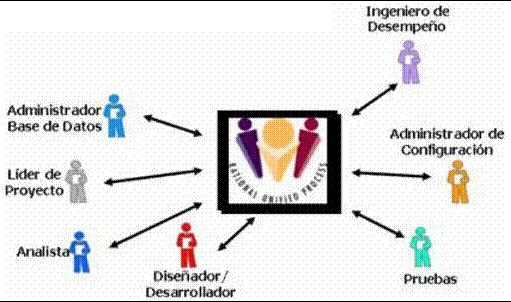 Ingeniero de
Desempeño
Administrador
Base de Datos
Administrador de
Configuración
Líder de
Proyecto
RATIONAL UNIFIED PROCESS
Analista
Diseñador/
Desarrollador
Pruebas